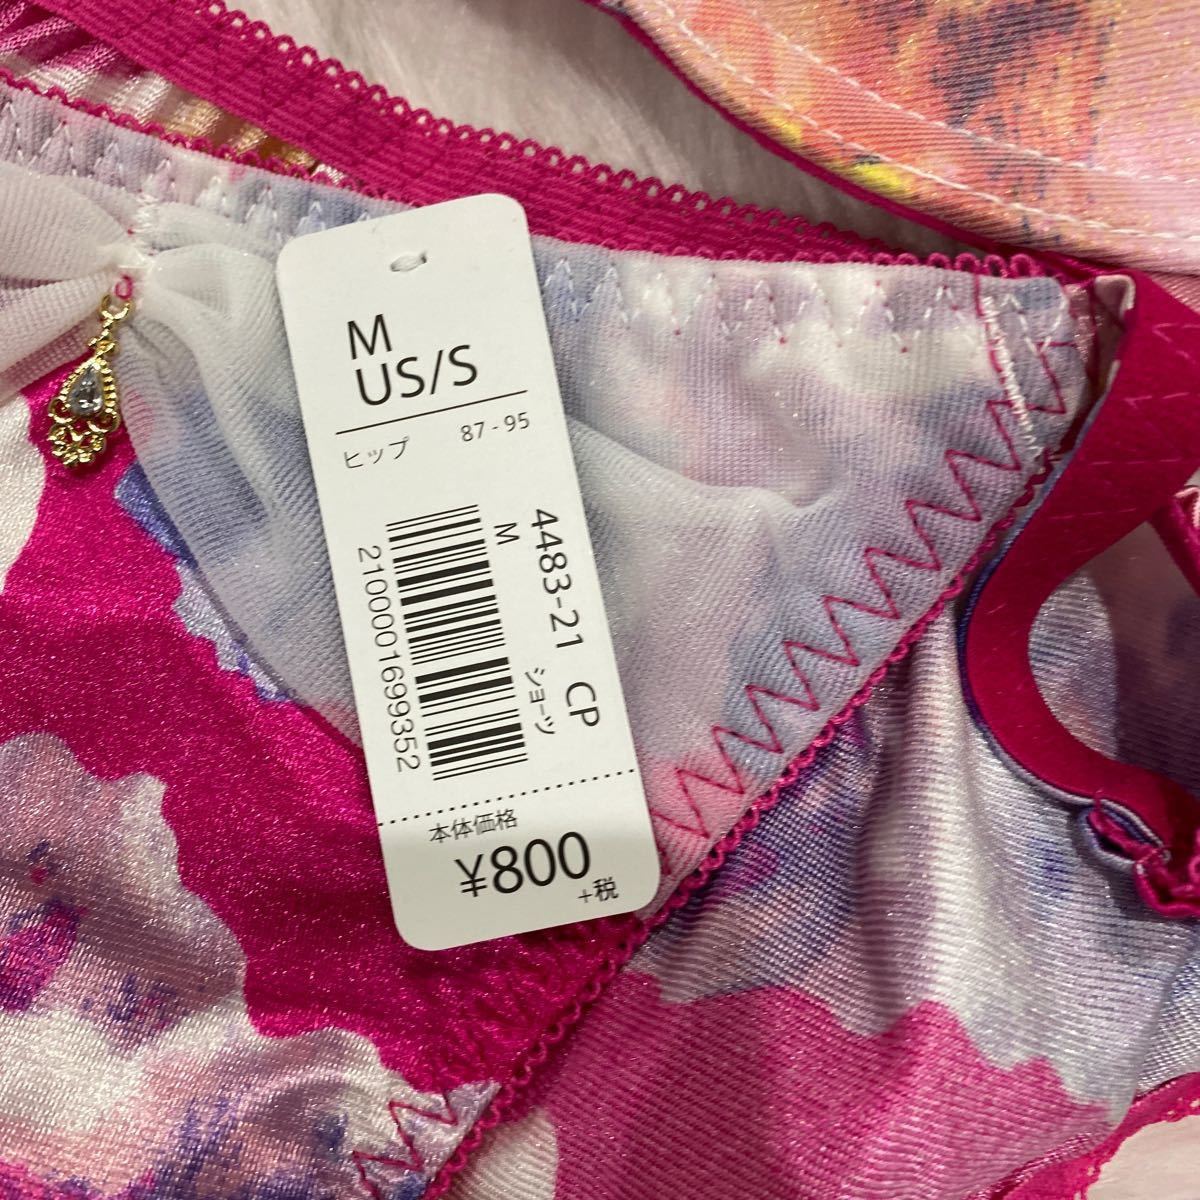 M
US/S
ヒップ 87-95
4483-21 CP
M ショーツ
2100001699352
本体価格
¥800
+税